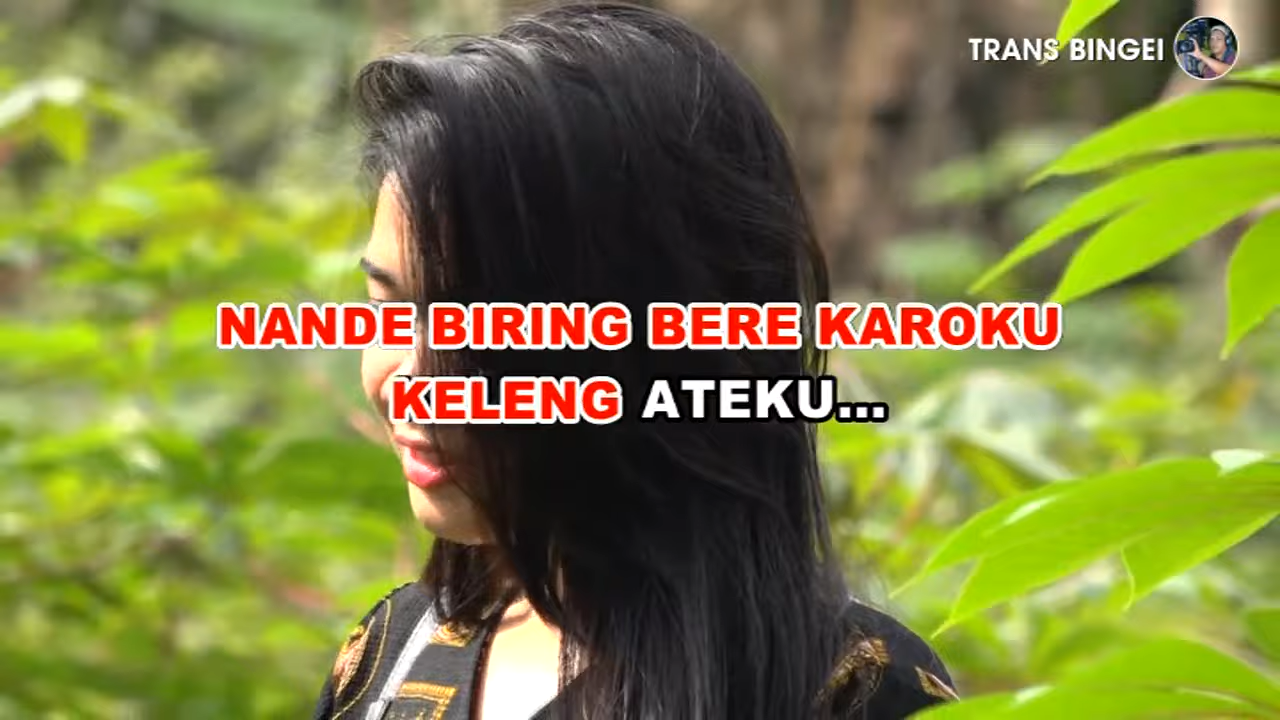 TRANS BINGEI
NANDE BIRING BERE KAROKU
KELENG ATEKU...